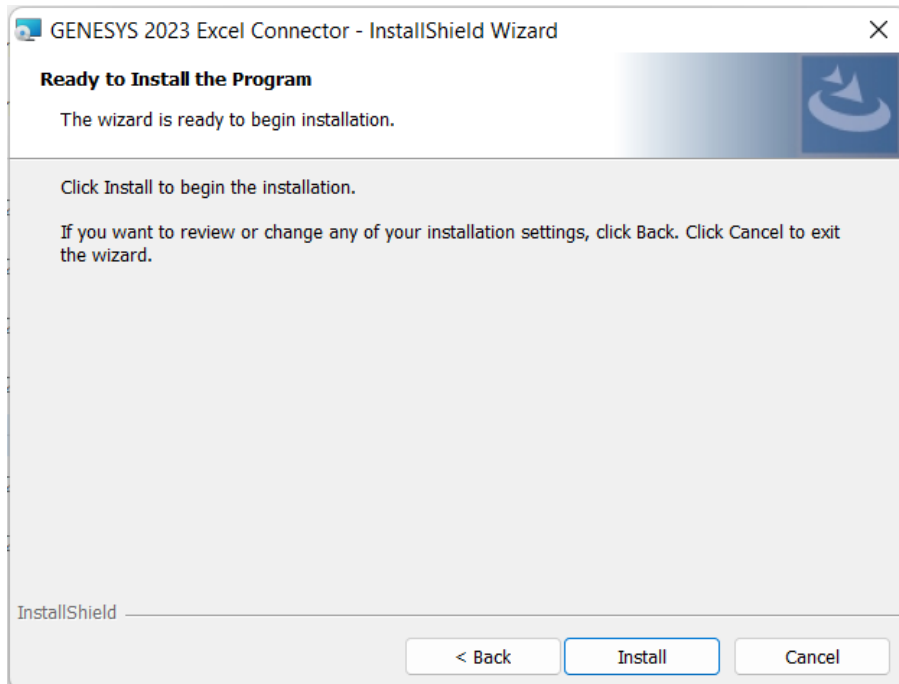 GENESYS 2023 Excel Connector - InstallShield Wizard
Ready to Install the Program
The wizard is ready to begin installation.
Click Install to begin the installation.
If you want to review or change any of your installation settings, click Back. Click Cancel to exit
the wizard.
InstallShield
< Back
Install
Cancel